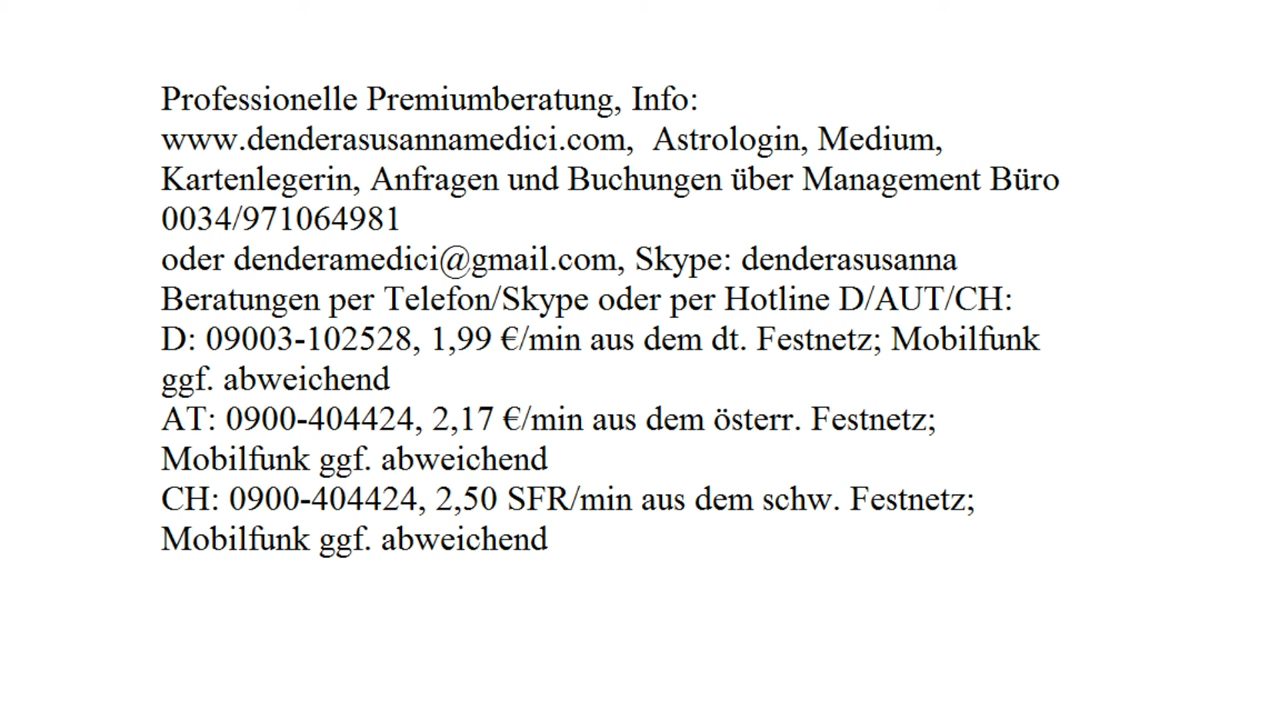 Professionelle Premiumberatung, Info:
www.denderasusannamedici.com,  Astrologin, Medium,
Kartenlegerin, Anfragen und Buchungen über Management Büro
0034/971064981
oder denderamedici@gmail.com, Skype: denderasusanna
Beratungen per Telefon/Skype oder per Hotline D/AUT/CH:
D: 09003-102528, 1,99 €/min aus dem dt. Festnetz; Mobilfunk
ggf. abweichend
AT: 0900-404424, 2,17 €/min aus dem österr. Festnetz;
Mobilfunk ggf. abweichend
CH: 0900-404424, 2,50 SFR/min aus dem schw. Festnetz;
Mobilfunk ggf. abweichend